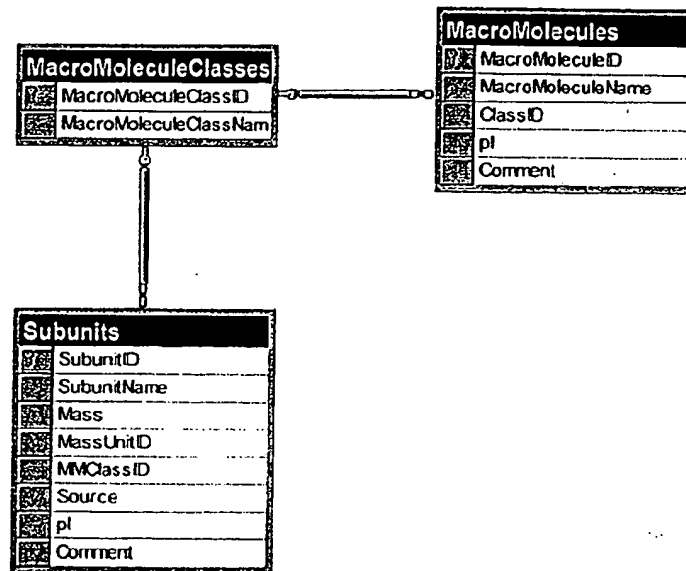 MacroMoleculeClasses
MacroMoleculeClassID
MacroMoleculeClassNam
MacroMolecules
MacroMoleculeID
MacroMoleculeName
ClassID
pI
Comment
Subunits
SubunitID
SubunitName
Mass
MassUnitID
MMClassID
Source
pI
Comment